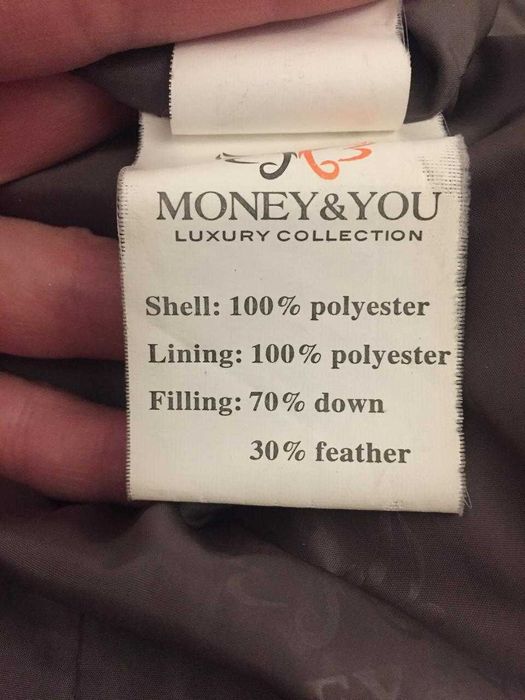 MONEY&YOU
LUXURY COLLECTION
Shell: 100% polyester
Lining: 100% polyester
Filling: 70% down
30% feather